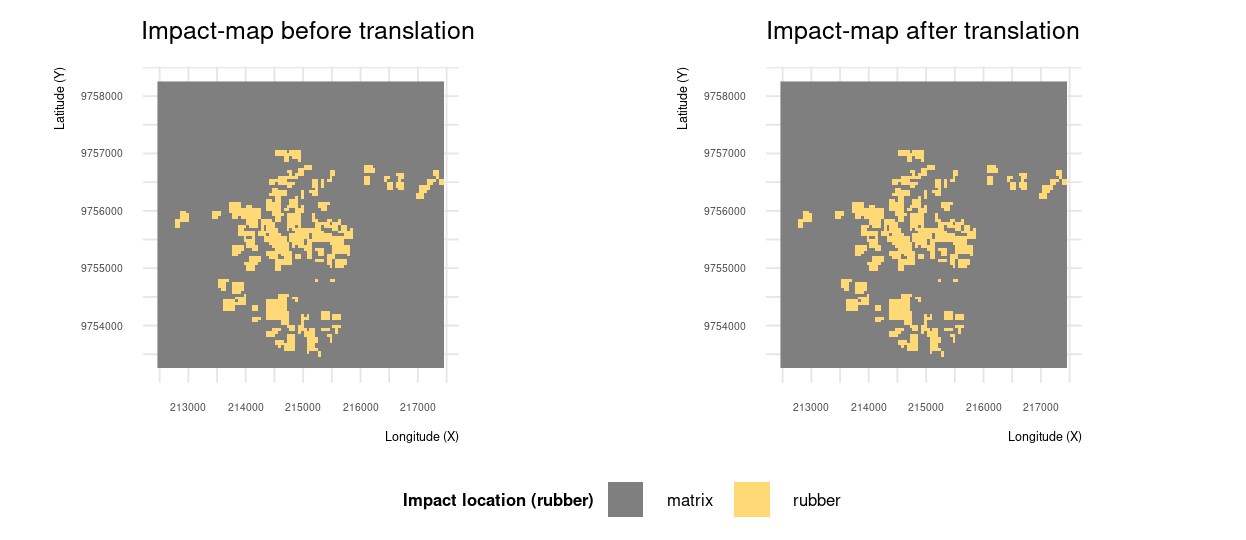 Impact-map before translation
Latitude (Y)
9758000
9757000
9756000
9755000
9754000
213000 214000 215000 216000 217000
Longitude (X)
Impact-map after translation
Latitude (Y)
9758000
9757000
9756000
9755000
9754000
213000 214000 215000 216000 217000
Longitude (X)
Impact location (rubber) matrix rubber